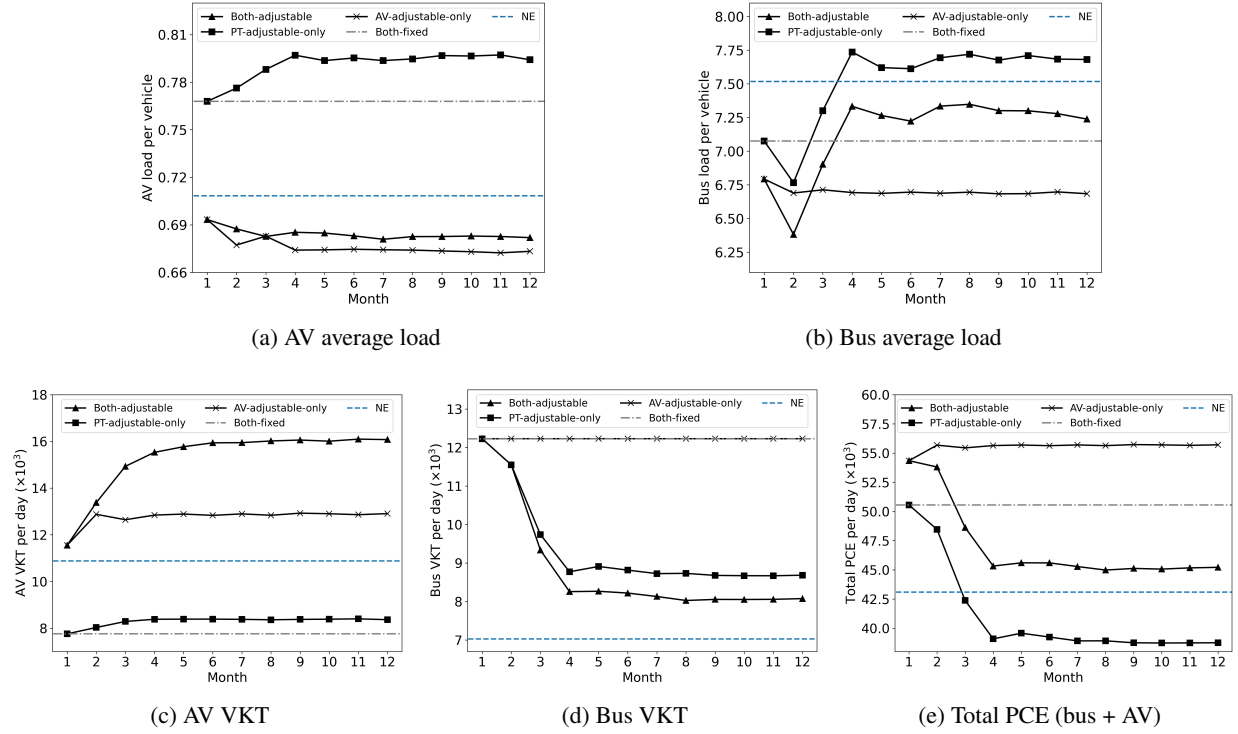 Both-adjustable
PT-adjustable-only
AV-adjustable-only
Both-fixed
NE
AV load per vehicle
0.81
0.78
0.75
0.72
0.69
0.66
1 2 3 4 5 6 7 8 9 10 11 12
Month
(a) AV average load
Both-adjustable
PT-adjustable-only
AV-adjustable-only
Both-fixed
NE
Bus load per vehicle
8.00
7.75
7.50
7.25
7.00
6.75
6.50
6.25
1 2 3 4 5 6 7 8 9 10 11 12
Month
(b) Bus average load
Both-adjustable
PT-adjustable-only
AV-adjustable-only
Both-fixed
NE
AV VKT per day (×10³)
18
16
14
12
10
8
1 2 3 4 5 6 7 8 9 10 11 12
Month
(c) AV VKT
Both-adjustable
PT-adjustable-only
AV-adjustable-only
Both-fixed
NE
Bus VKT per day (×10³)
13
12
11
10
9
8
7
1 2 3 4 5 6 7 8 9 10 11 12
Month
(d) Bus VKT
Both-adjustable
PT-adjustable-only
AV-adjustable-only
Both-fixed
NE
Total PCE per day (×10³)
60.0
57.5
55.0
52.5
50.0
47.5
45.0
42.5
40.0
1 2 3 4 5 6 7 8 9 10 11 12
Month
(e) Total PCE (bus + AV)